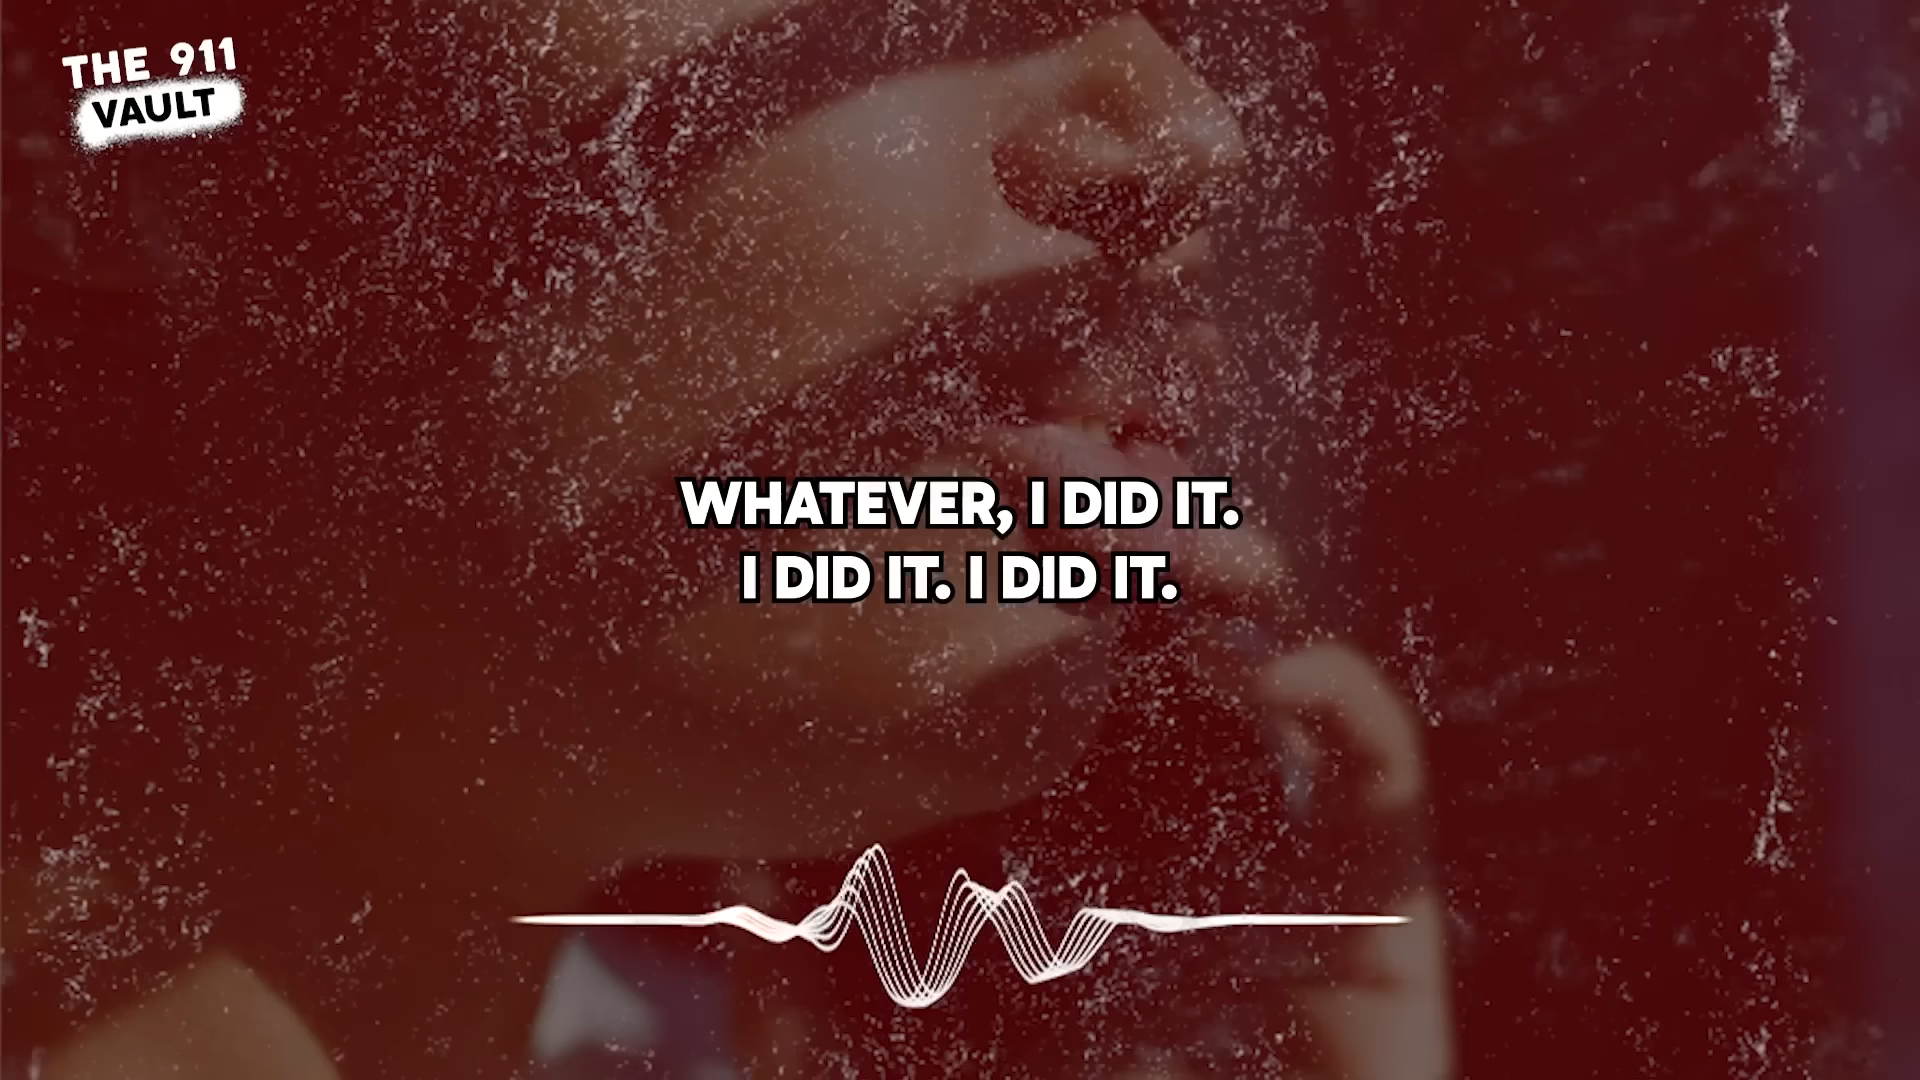 THE 911
VAULT
WHATEVER, I DID IT.
I DID IT. I DID IT.